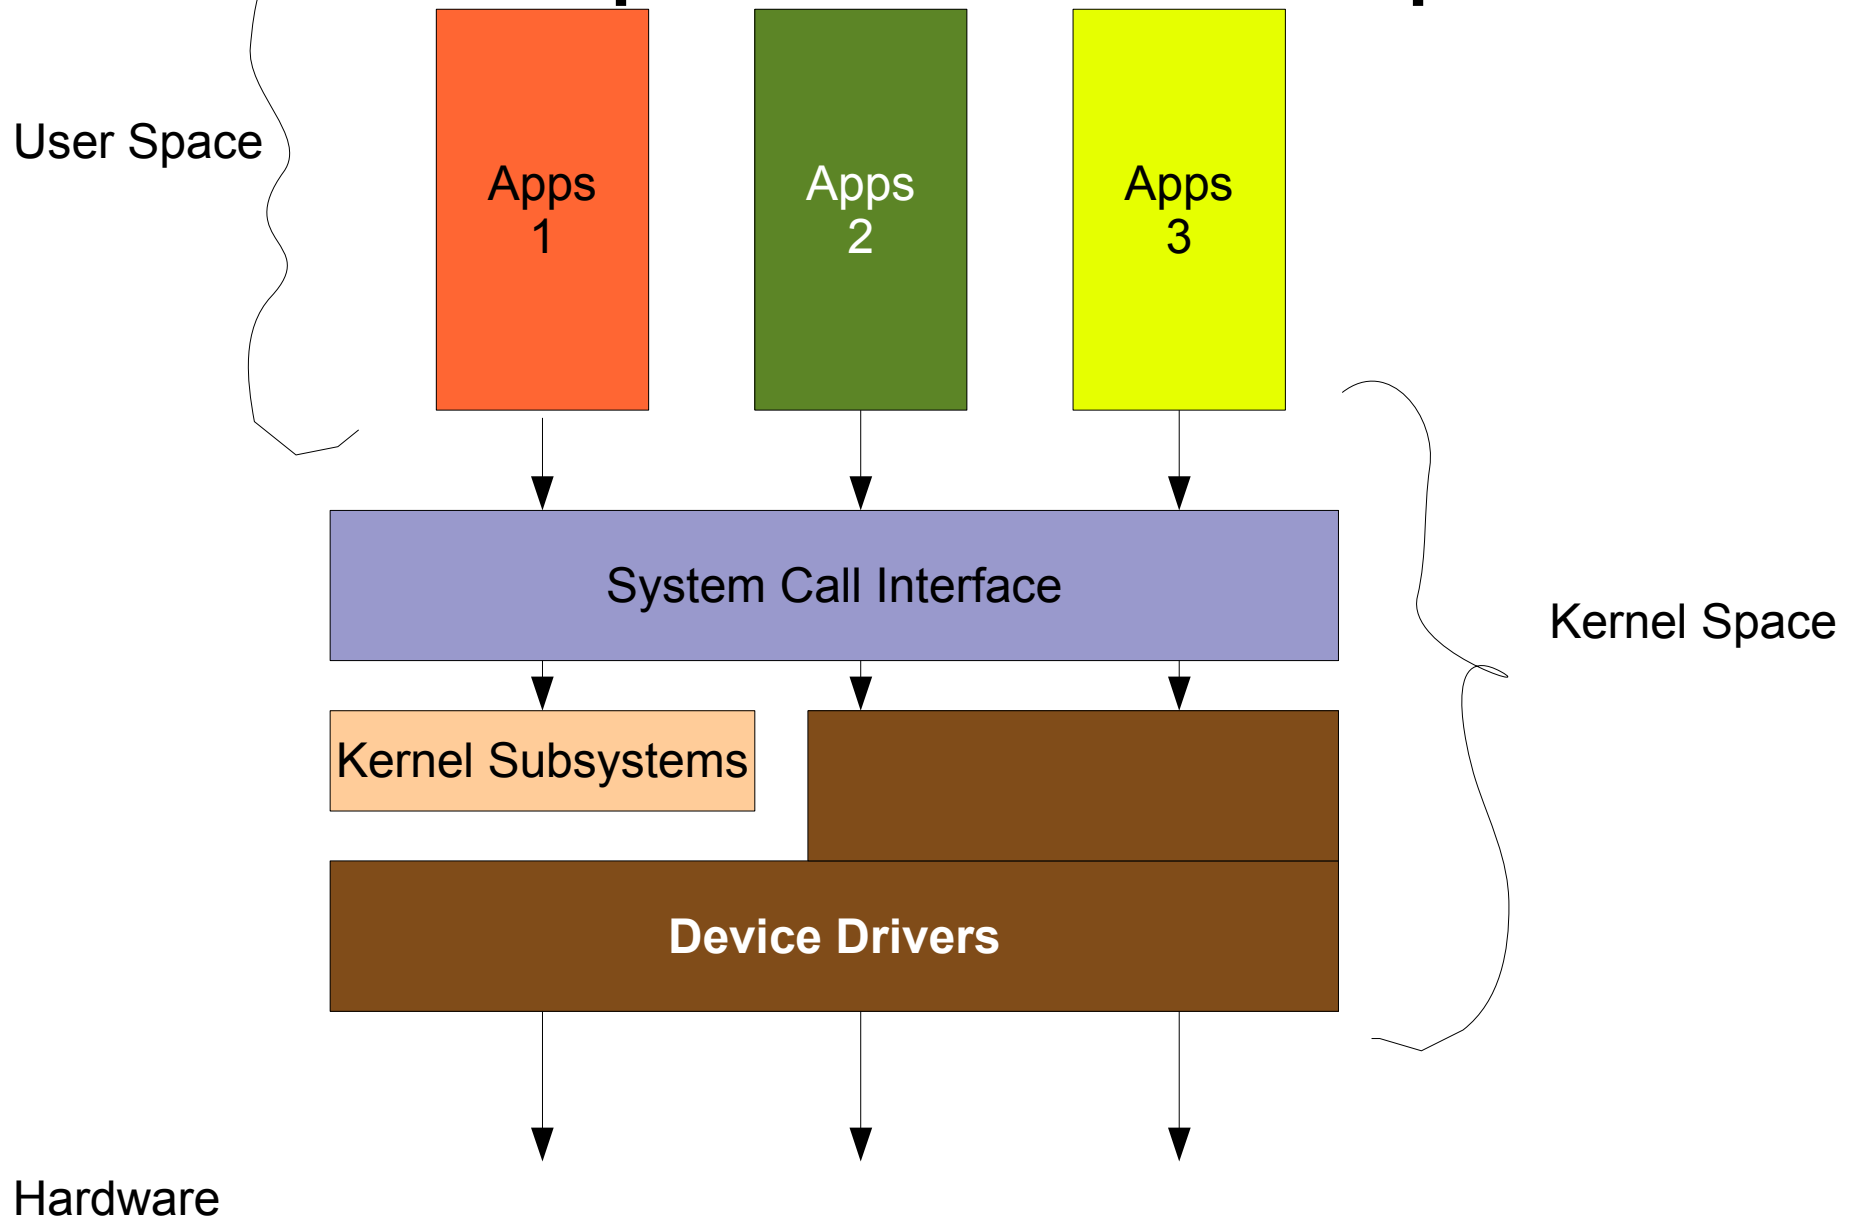 User Space
Apps
1
Apps
2
Apps
3
System Call Interface
Kernel Space
Kernel Subsystems
Device Drivers
Hardware